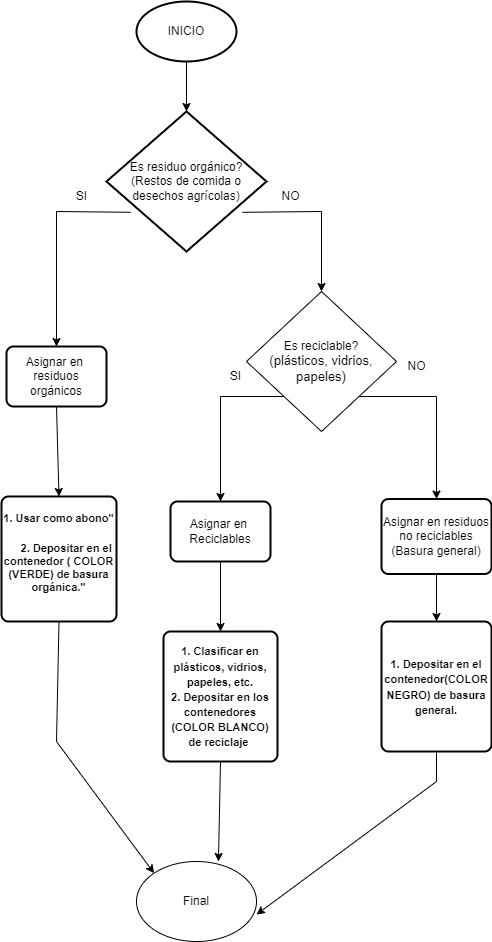 INICIO
Es residuo orgánico?
(Restos de comida o
desechos agrícolas)
SI
NO
Es reciclable?
(plásticos, vidrios,
papeles)
SI
NO
Asignar en
residuos
orgánicos
1. Usar como abono"
2. Depositar en el
contenedor ( COLOR
(VERDE) de basura
orgánica."
Asignar en
Reciclables
Asignar en residuos
no reciclables
(Basura general)
1. Clasificar en
plásticos, vidrios,
papeles, etc.
2. Depositar en los
contenedores
(COLOR BLANCO)
de reciclaje
1. Depositar en el
contenedor(COLOR
NEGRO) de basura
general.
Final